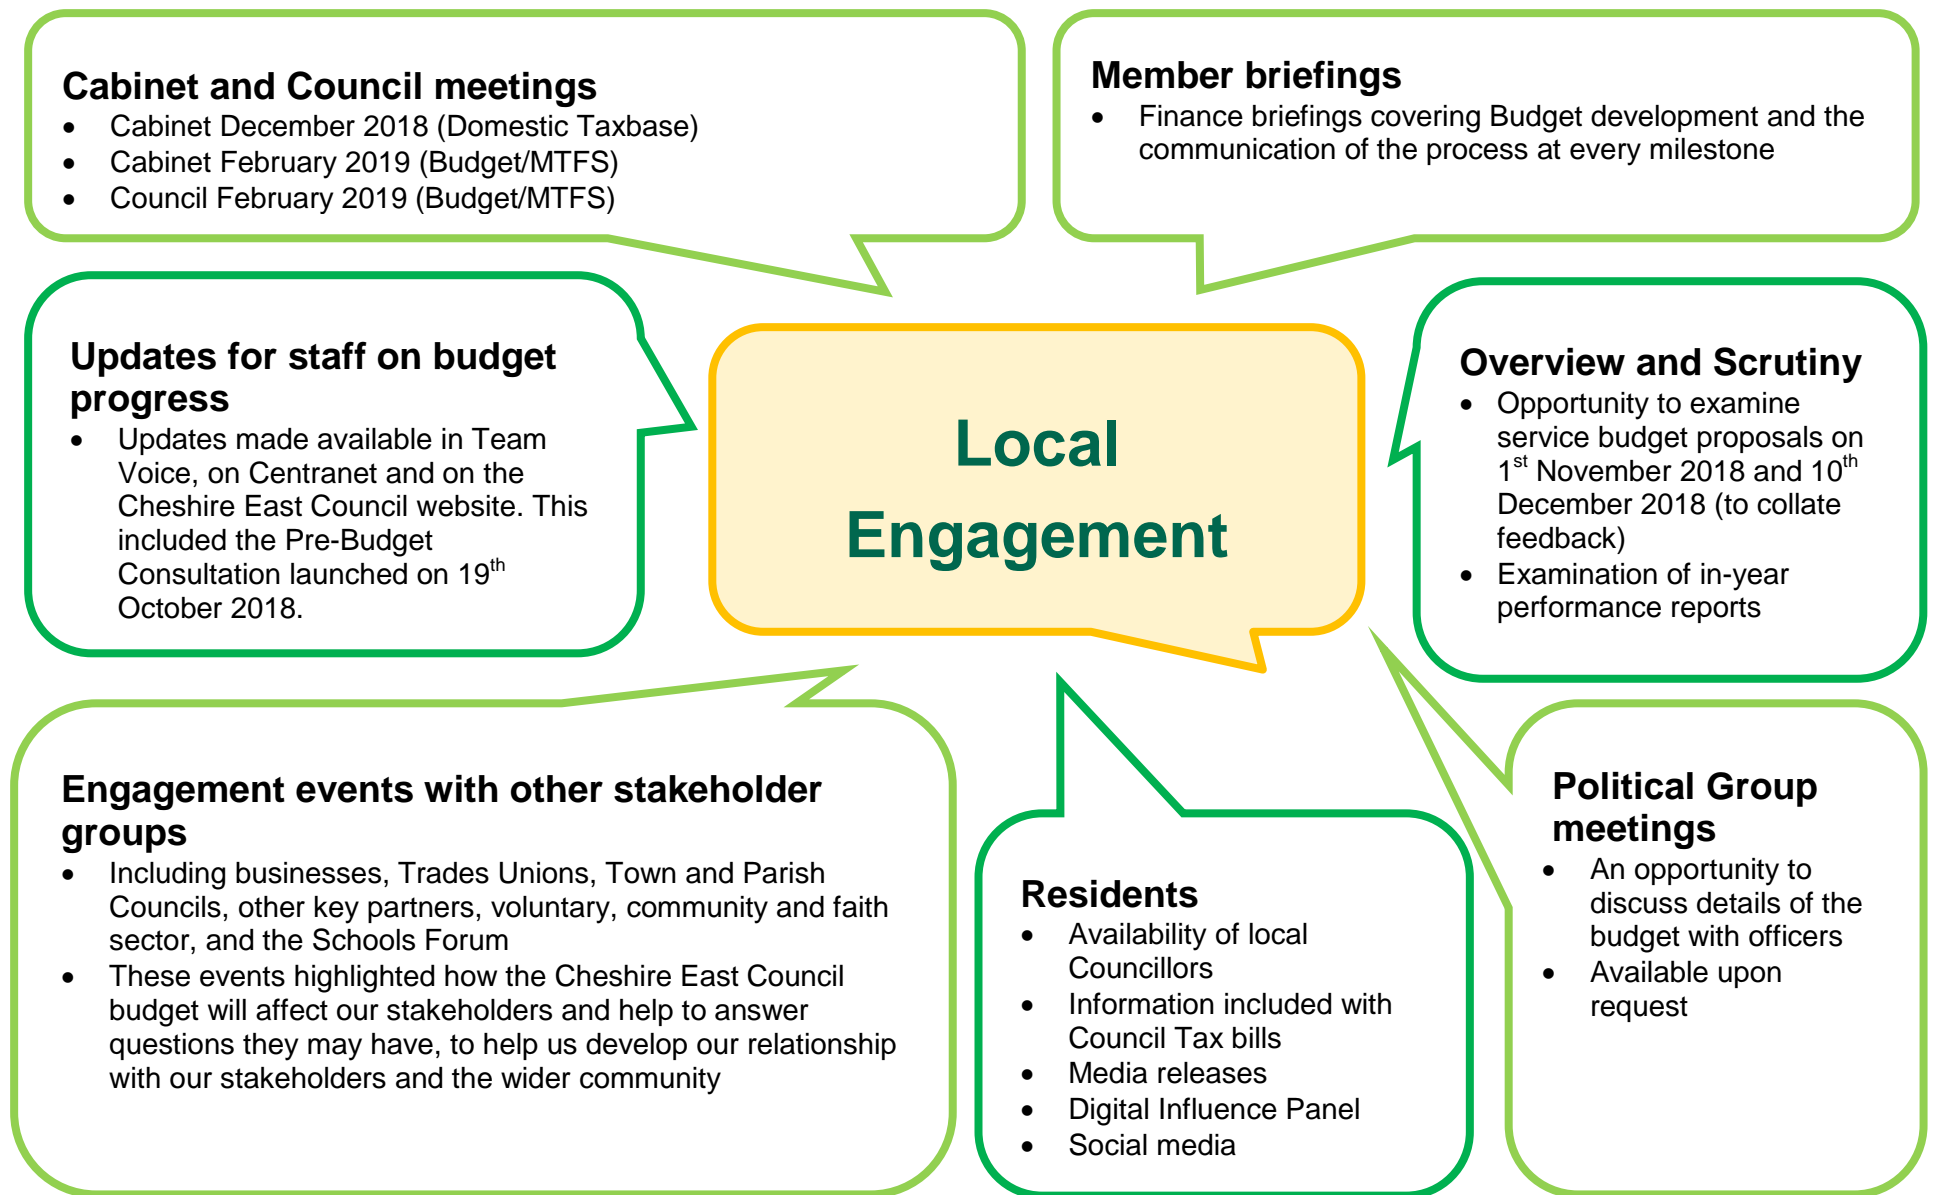 Cabinet and Council meetings
• Cabinet December 2018 (Domestic Taxbase)
• Cabinet February 2019 (Budget/MTFS)
• Council February 2019 (Budget/MTFS)
Member briefings
• Finance briefings covering Budget development and the
communication of the process at every milestone
Updates for staff on budget
progress
• Updates made available in Team
Voice, on Centranet and on the
Cheshire East Council website. This
included the Pre-Budget
Consultation launched on 19th
October 2018.
Local
Engagement
Overview and Scrutiny
• Opportunity to examine
service budget proposals on
1st November 2018 and 10th
December 2018 (to collate
feedback)
• Examination of in-year
performance reports
Engagement events with other stakeholder
groups
• Including businesses, Trades Unions, Town and Parish
Councils, other key partners, voluntary, community and faith
sector, and the Schools Forum
• These events highlighted how the Cheshire East Council
budget will affect our stakeholders and help to answer
questions they may have, to help us develop our relationship
with our stakeholders and the wider community
Residents
• Availability of local
Councillors
• Information included with
Council Tax bills
• Media releases
• Digital Influence Panel
• Social media
Political Group
meetings
• An opportunity to
discuss details of the
budget with officers
• Available upon
request